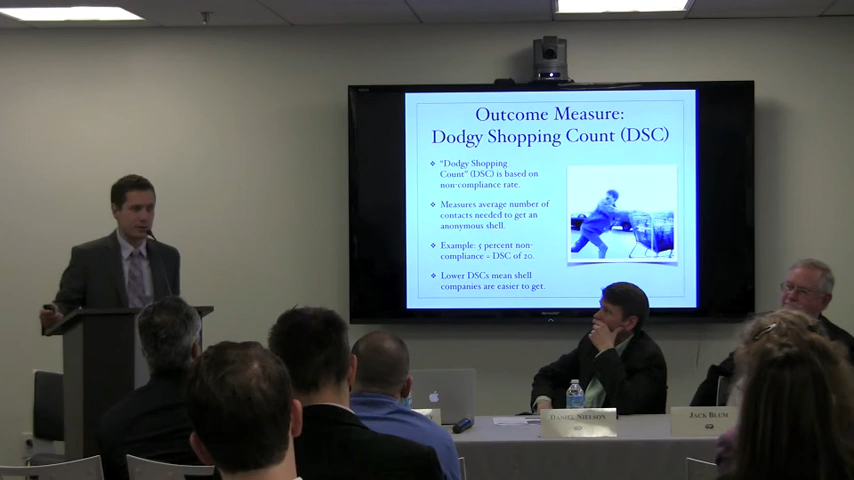 Outcome Measure:
Dodgy Shopping Count (DSC)
❖ “Dodgy Shopping
Count” (DSC) is based on
non-compliance rate.
❖ Measures average number of
contacts needed to get an
anonymous shell.
❖ Example: 5 percent non-
compliance = DSC of 20.
❖ Lower DSCs mean shell
companies are easier to get.
SHARP
DANIEL NIELSON
JACK BLUM